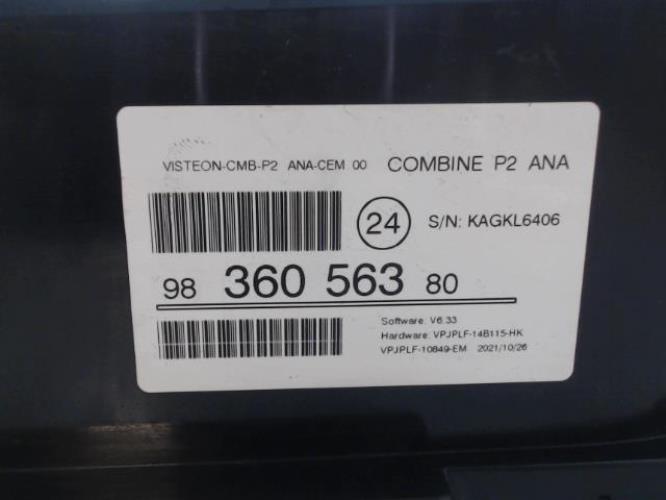 VISTEON-CMB-P2 ANA-CEM 00 COMBINE P2 ANA
24 S/N: KAGKL6406
98 360 563 80
Software: V6.33
Hardware: VPJPLF-14B115-HK
VPJPLF-10849-EM 2021/10/26